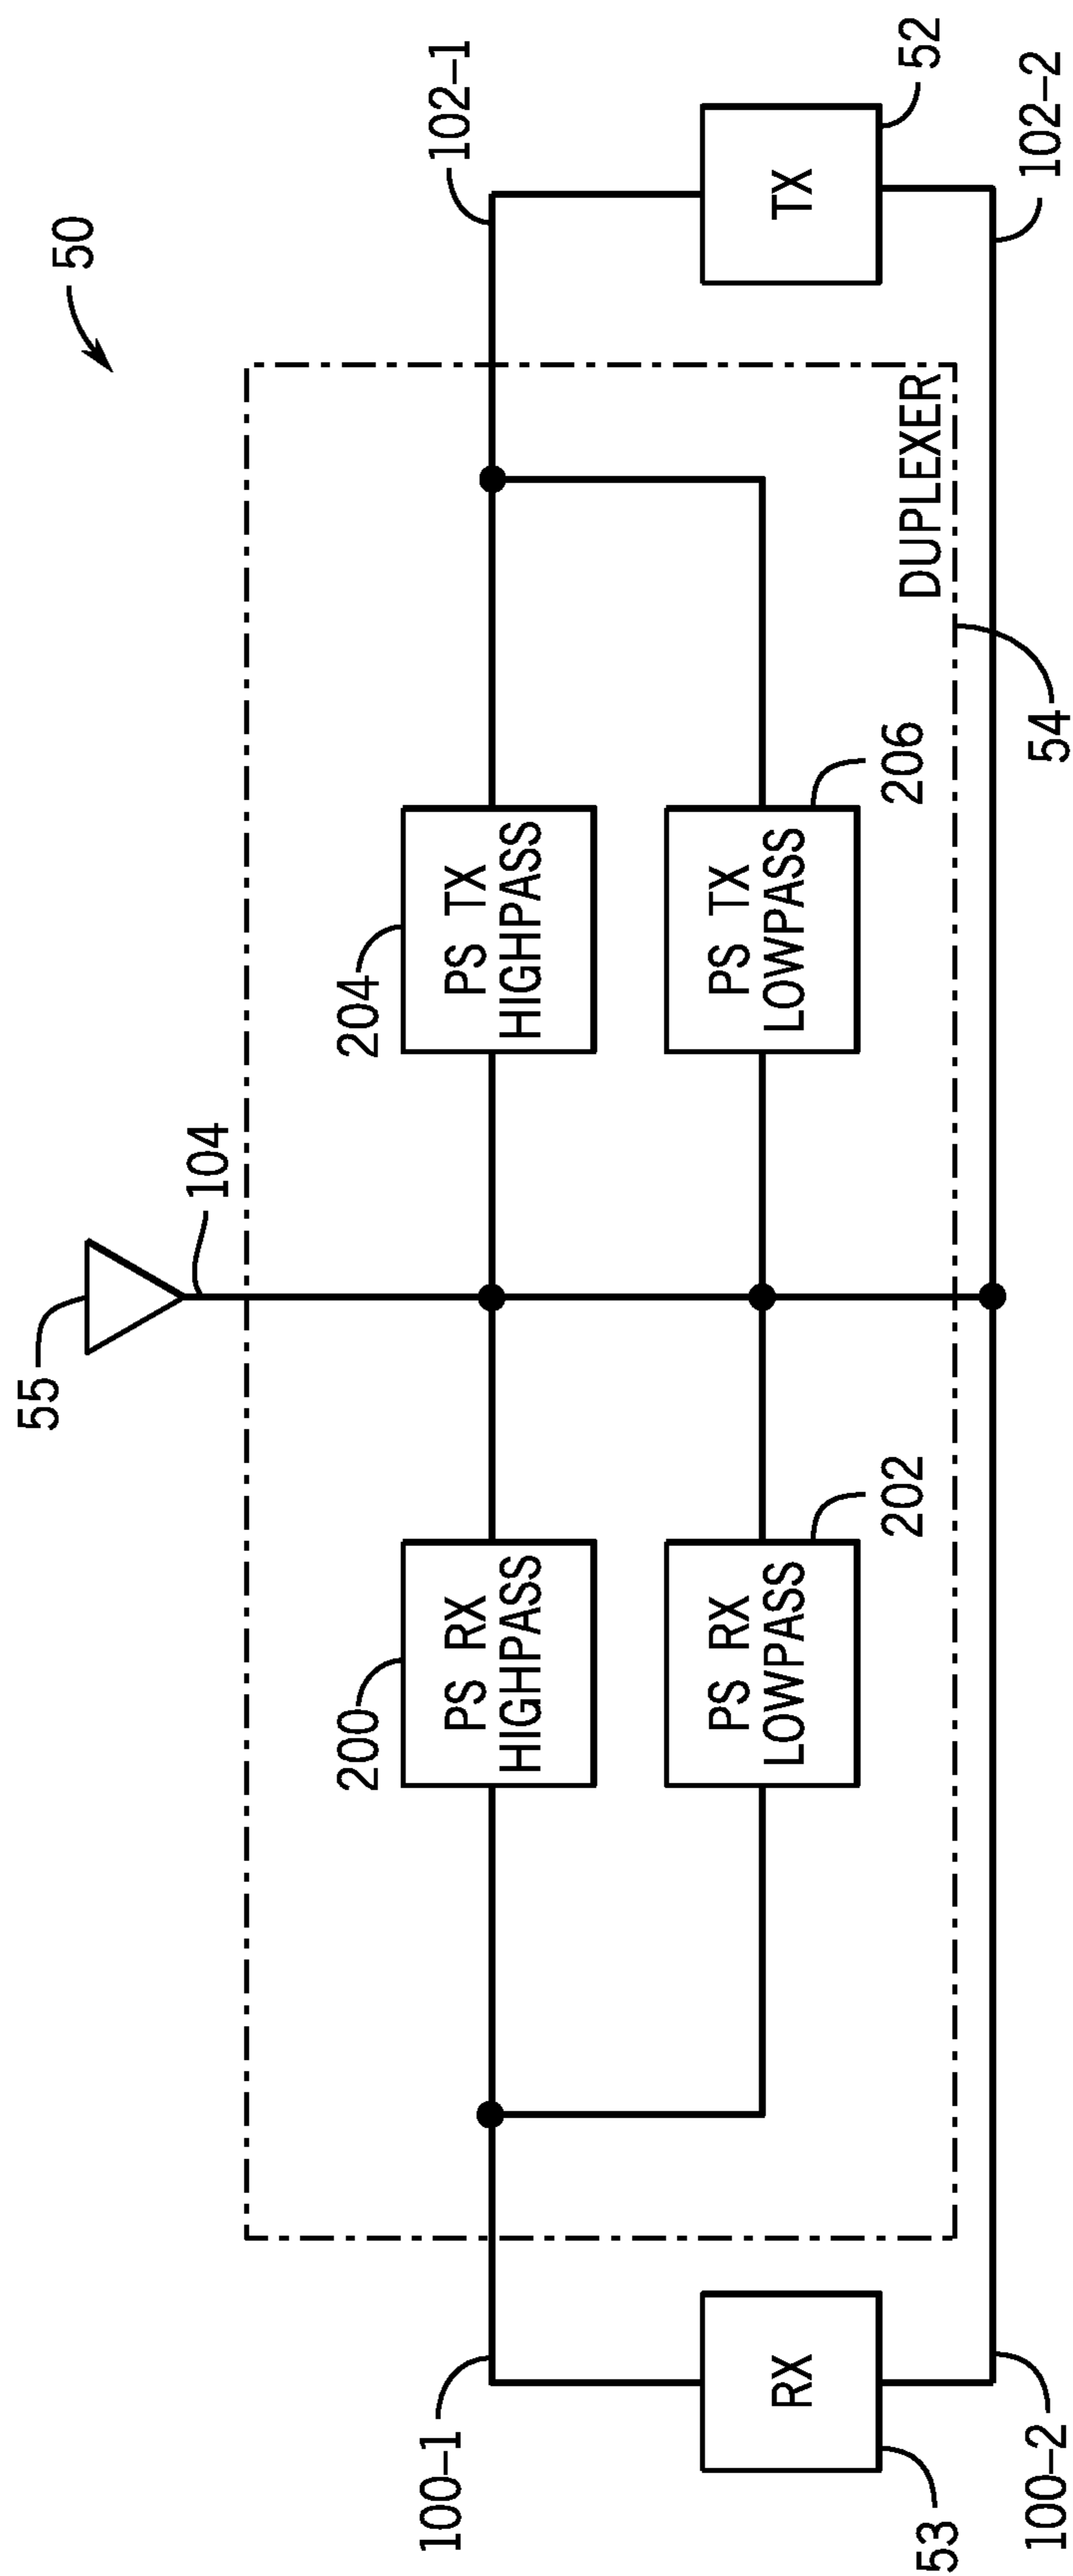 50
55
104
100-1
102-1
200
PS RX
HIGHPASS
204
PS TX
HIGHPASS
RX
53
PS RX
LOWPASS
202
PS TX
LOWPASS
206
TX
52
DUPLEXER
54
100-2
102-2